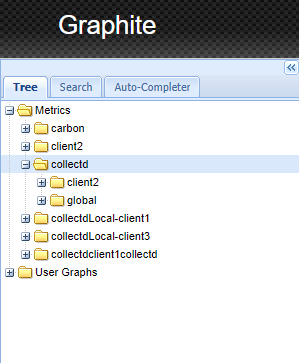 Graphite
Tree Search Auto-Completer
Metrics
carbon
client2
collectd
client2
global
collectdLocal-client1
collectdLocal-client3
collectdclient1collectd
User Graphs